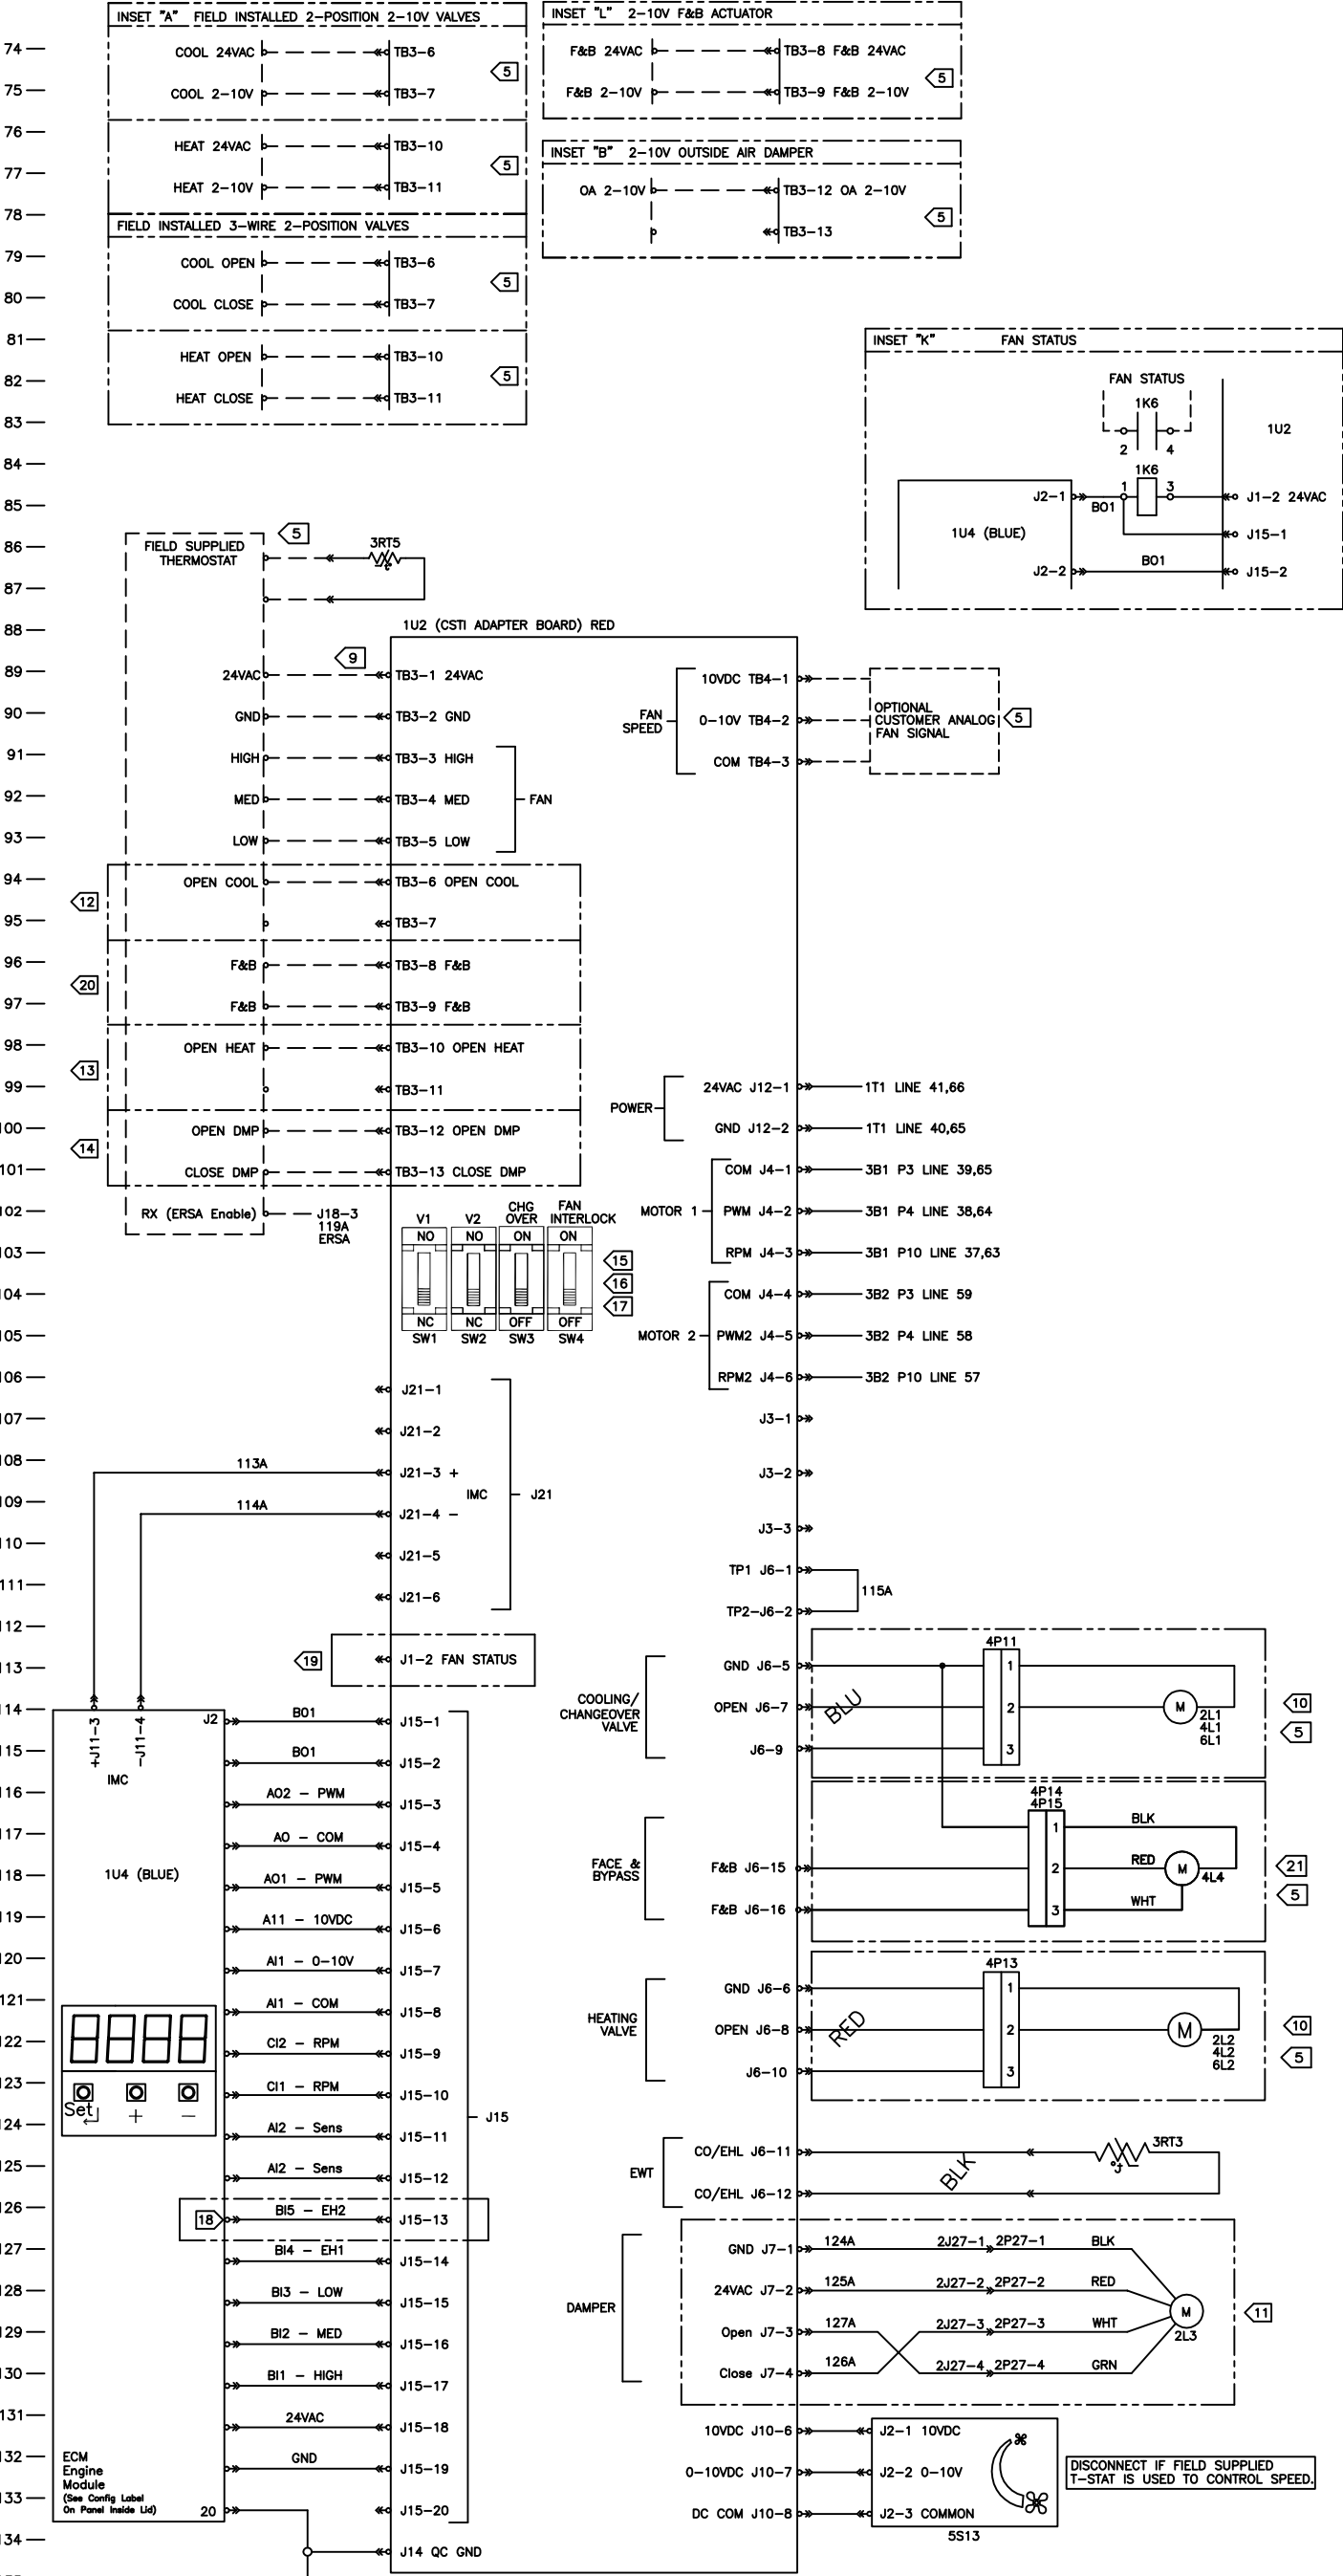 INSET "A" FIELD INSTALLED 2-POSITION 2-10V VALVES
COOL 24VAC TB3-6
5
COOL 2-10V TB3-7
HEAT 24VAC TB3-10
5
HEAT 2-10V TB3-11
FIELD INSTALLED 3-WIRE 2-POSITION VALVES
COOL OPEN TB3-6
5
COOL CLOSE TB3-7
HEAT OPEN TB3-10
5
HEAT CLOSE TB3-11
INSET "L" 2-10V F&B ACTUATOR
F&B 24VAC TB3-8 F&B 24VAC
5
F&B 2-10V TB3-9 F&B 2-10V
INSET "B" 2-10V OUTSIDE AIR DAMPER
OA 2-10V TB3-12 OA 2-10V
5
TB3-13
INSET "K" FAN STATUS
FAN STATUS
1K6
1U2
2 4
1K6
J2-1 1 3 J1-2 24VAC
BO1
1U4 (BLUE)
J15-1
BO1
J2-2 J15-2
74
75
76
77
78
79
80
81
82
83
84
85
86
87
88
89
90
91
92
93
94
95
96
97
98
99
100
101
102
103
104
105
106
107
108
109
110
111
112
113
114
115
116
117
118
119
120
121
122
123
124
125
126
127
128
129
130
131
132
133
134
FIELD SUPPLIED
THERMOSTAT
5
3RT5
1U2 (CSTI ADAPTER BOARD) RED
9
24VAC TB3-1 24VAC
GND TB3-2 GND
HIGH TB3-3 HIGH
MED TB3-4 MED
FAN
LOW TB3-5 LOW
12
OPEN COOL TB3-6 OPEN COOL
TB3-7
20
F&B TB3-8 F&B
F&B TB3-9 F&B
13
OPEN HEAT TB3-10 OPEN HEAT
TB3-11
14
OPEN DMP TB3-12 OPEN DMP
CLOSE DMP TB3-13 CLOSE DMP
RX (ERSA Enable) J18-3
119A
ERSA
V1 V2 CHG OVER FAN INTERLOCK
NO NO ON ON
15
16
17
NC NC OFF OFF
SW1 SW2 SW3 SW4
J21-1
J21-2
113A J21-3 +
IMC J21
114A J21-4 -
J21-5
J21-6
19
J1-2 FAN STATUS
+J11-3
-J11-4
J2
IMC
1U4 (BLUE)
BO1 J15-1
BO1 J15-2
AO2 - PWM J15-3
AO - COM J15-4
AO1 - PWM J15-5
A11 - 10VDC J15-6
AI1 - 0-10V J15-7
AI1 - COM J15-8
CI2 - RPM J15-9
CI1 - RPM J15-10
J15
AI2 - Sens J15-11
AI2 - Sens J15-12
18
BI5 - EH2 J15-13
BI4 - EH1 J15-14
BI3 - LOW J15-15
BI2 - MED J15-16
BI1 - HIGH J15-17
24VAC J15-18
GND J15-19
20 J15-20
J14 QC GND
8888
Set
+ -
ECM
Engine
Module
(See Config Label
On Panel Inside Lid)
FAN
SPEED
10VDC TB4-1
0-10V TB4-2
COM TB4-3
OPTIONAL
CUSTOMER ANALOG
FAN SIGNAL
5
POWER
24VAC J12-1 1T1 LINE 41,66
GND J12-2 1T1 LINE 40,65
MOTOR 1
COM J4-1 3B1 P3 LINE 39,65
PWM J4-2 3B1 P4 LINE 38,64
RPM J4-3 3B1 P10 LINE 37,63
MOTOR 2
COM J4-4 3B2 P3 LINE 59
PWM2 J4-5 3B2 P4 LINE 58
RPM2 J4-6 3B2 P10 LINE 57
J3-1
J3-2
J3-3
TP1 J6-1
115A
TP2-J6-2
COOLING/
CHANGEOVER
VALVE
4P11
GND J6-5 1
OPEN J6-7 BLU 2 M
2L1
4L1
6L1
J6-9 3
10
5
FACE &
BYPASS
4P14
4P15
1 BLK
F&B J6-15 2 RED M 4L4
F&B J6-16 3 WHT
21
5
HEATING
VALVE
4P13
GND J6-6 1
OPEN J6-8 RED 2 M
2L2
4L2
6L2
J6-10 3
10
5
EWT
CO/EHL J6-11 3RT3
BLK
CO/EHL J6-12
DAMPER
GND J7-1 124A 2J27-1 2P27-1 BLK
24VAC J7-2 125A 2J27-2 2P27-2 RED
Open J7-3 127A 2J27-3 2P27-3 WHT
Close J7-4 126A 2J27-4 2P27-4 GRN
M
2L3
11
10VDC J10-6 J2-1 10VDC
0-10VDC J10-7 J2-2 0-10V
DC COM J10-8 J2-3 COMMON
5S13
DISCONNECT IF FIELD SUPPLIED
T-STAT IS USED TO CONTROL SPEED.